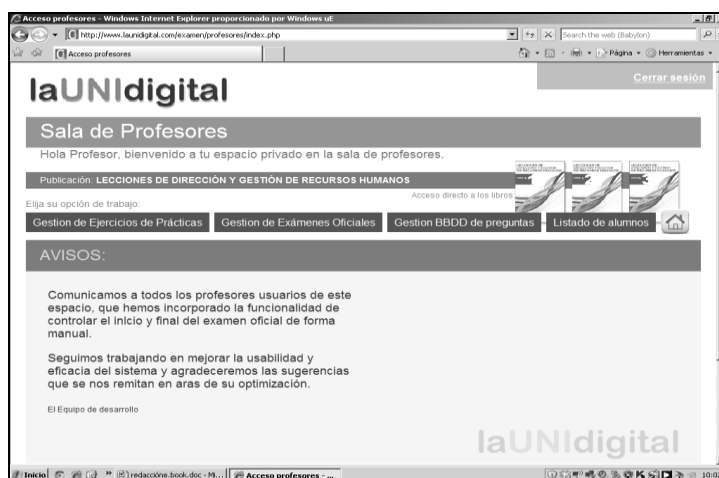 Acceso profesores - Windows Internet Explorer proporcionado por Windows uE
http://www.launidigital.com/examen/profesores/index.php
Search the web (Babylon)
Acceso profesores
Página
Herramientas
Cerrar sesión
laUNIdigital
Sala de Profesores
Hola Profesor, bienvenido a tu espacio privado en la sala de profesores.
Publicación: LECCIONES DE DIRECCIÓN Y GESTIÓN DE RECURSOS HUMANOS
Acceso directo a los libros
Elija su opción de trabajo:
Gestion de Ejercicios de Prácticas
Gestion de Exámenes Oficiales
Gestion BBDD de preguntas
Listado de alumnos
AVISOS:
Comunicamos a todos los profesores usuarios de este
espacio, que hemos incorporado la funcionalidad de
controlar el inicio y final del examen oficial de forma
manual.
Seguimos trabajando en mejorar la usabilidad y
eficacia del sistema y agradeceremos las sugerencias
que se nos remitan en aras de su optimización.
El Equipo de desarrollo
laUNIdigital
Inicio
redaccióne.book.doc - M...
Acceso profesores - ...
10:02